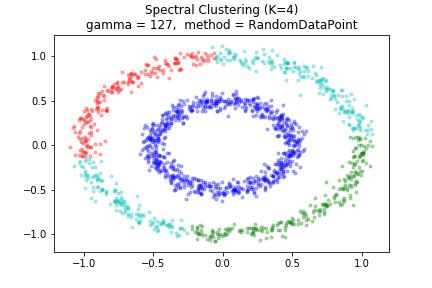 Spectral Clustering (K=4)
gamma = 127,  method = RandomDataPoint
1.0
0.5
0.0
−0.5
−1.0
−1.0 −0.5 0.0 0.5 1.0